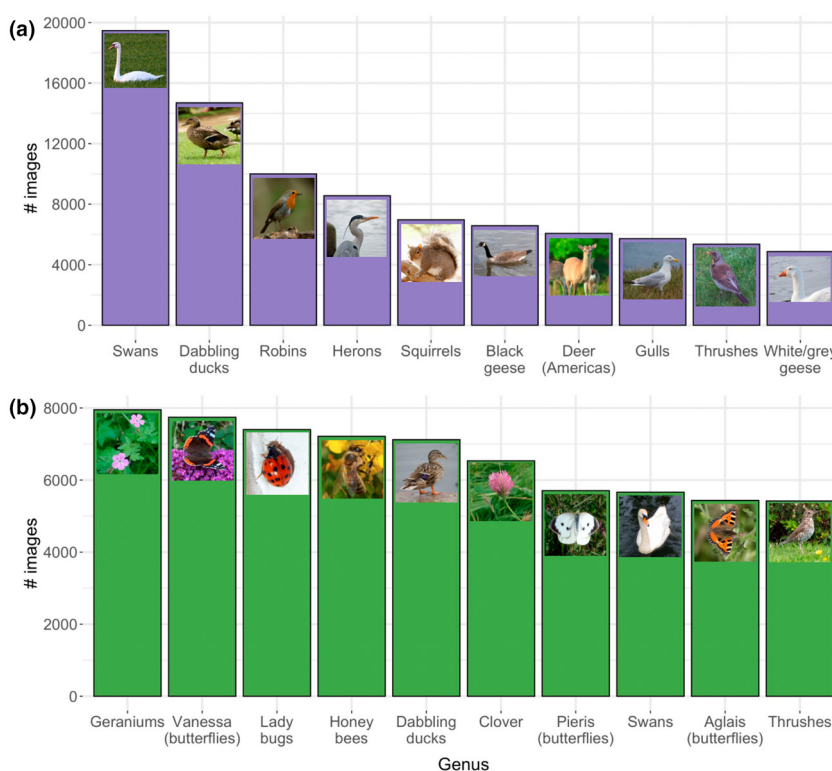 (a)
# images
20000
16000
12000
8000
4000
0
Swans
Dabbling
ducks
Robins
Herons
Squirrels
Black
geese
Deer
(Americas)
Gulls
Thrushes
White/grey
geese
(b)
# images
8000
6000
4000
2000
0
Geraniums
Vanessa
(butterflies)
Lady
bugs
Honey
bees
Dabbling
ducks
Clover
Pieris
(butterflies)
Swans
Aglais
(butterflies)
Thrushes
Genus